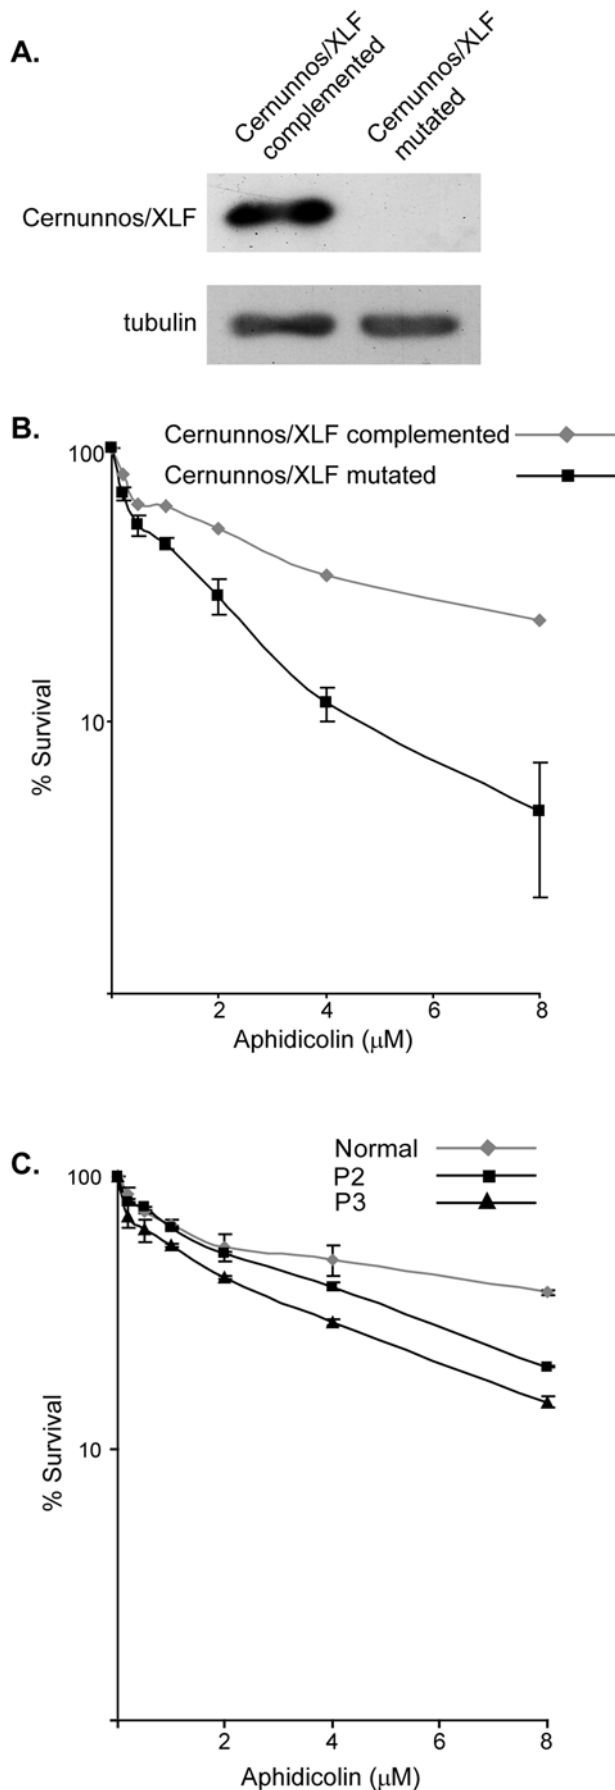 A.
Cernunnos/XLF
complemented
Cernunnos/XLF
mutated
Cernunnos/XLF
tubulin
B.
100
Cernunnos/XLF complemented
Cernunnos/XLF mutated
10
% Survival
2
4
6
8
Aphidicolin (μM)
C.
Normal
P2
P3
100
10
% Survival
2
4
6
8
Aphidicolin (μM)